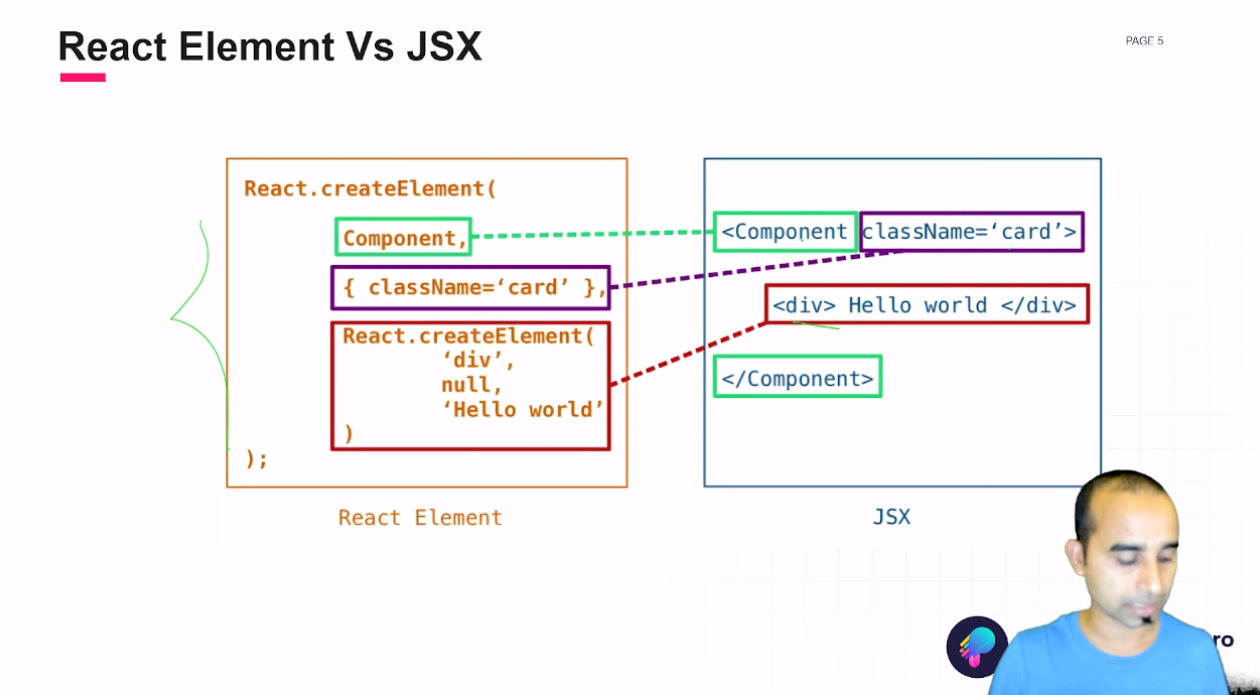 React Element Vs JSX
PAGE 5
React.createElement(
Component,
{ className=‘card’ },
React.createElement(
‘div’,
null,
‘Hello world’
)
);
React Element
<Component className=‘card’>
<div> Hello world </div>
</Component>
JSX
ro